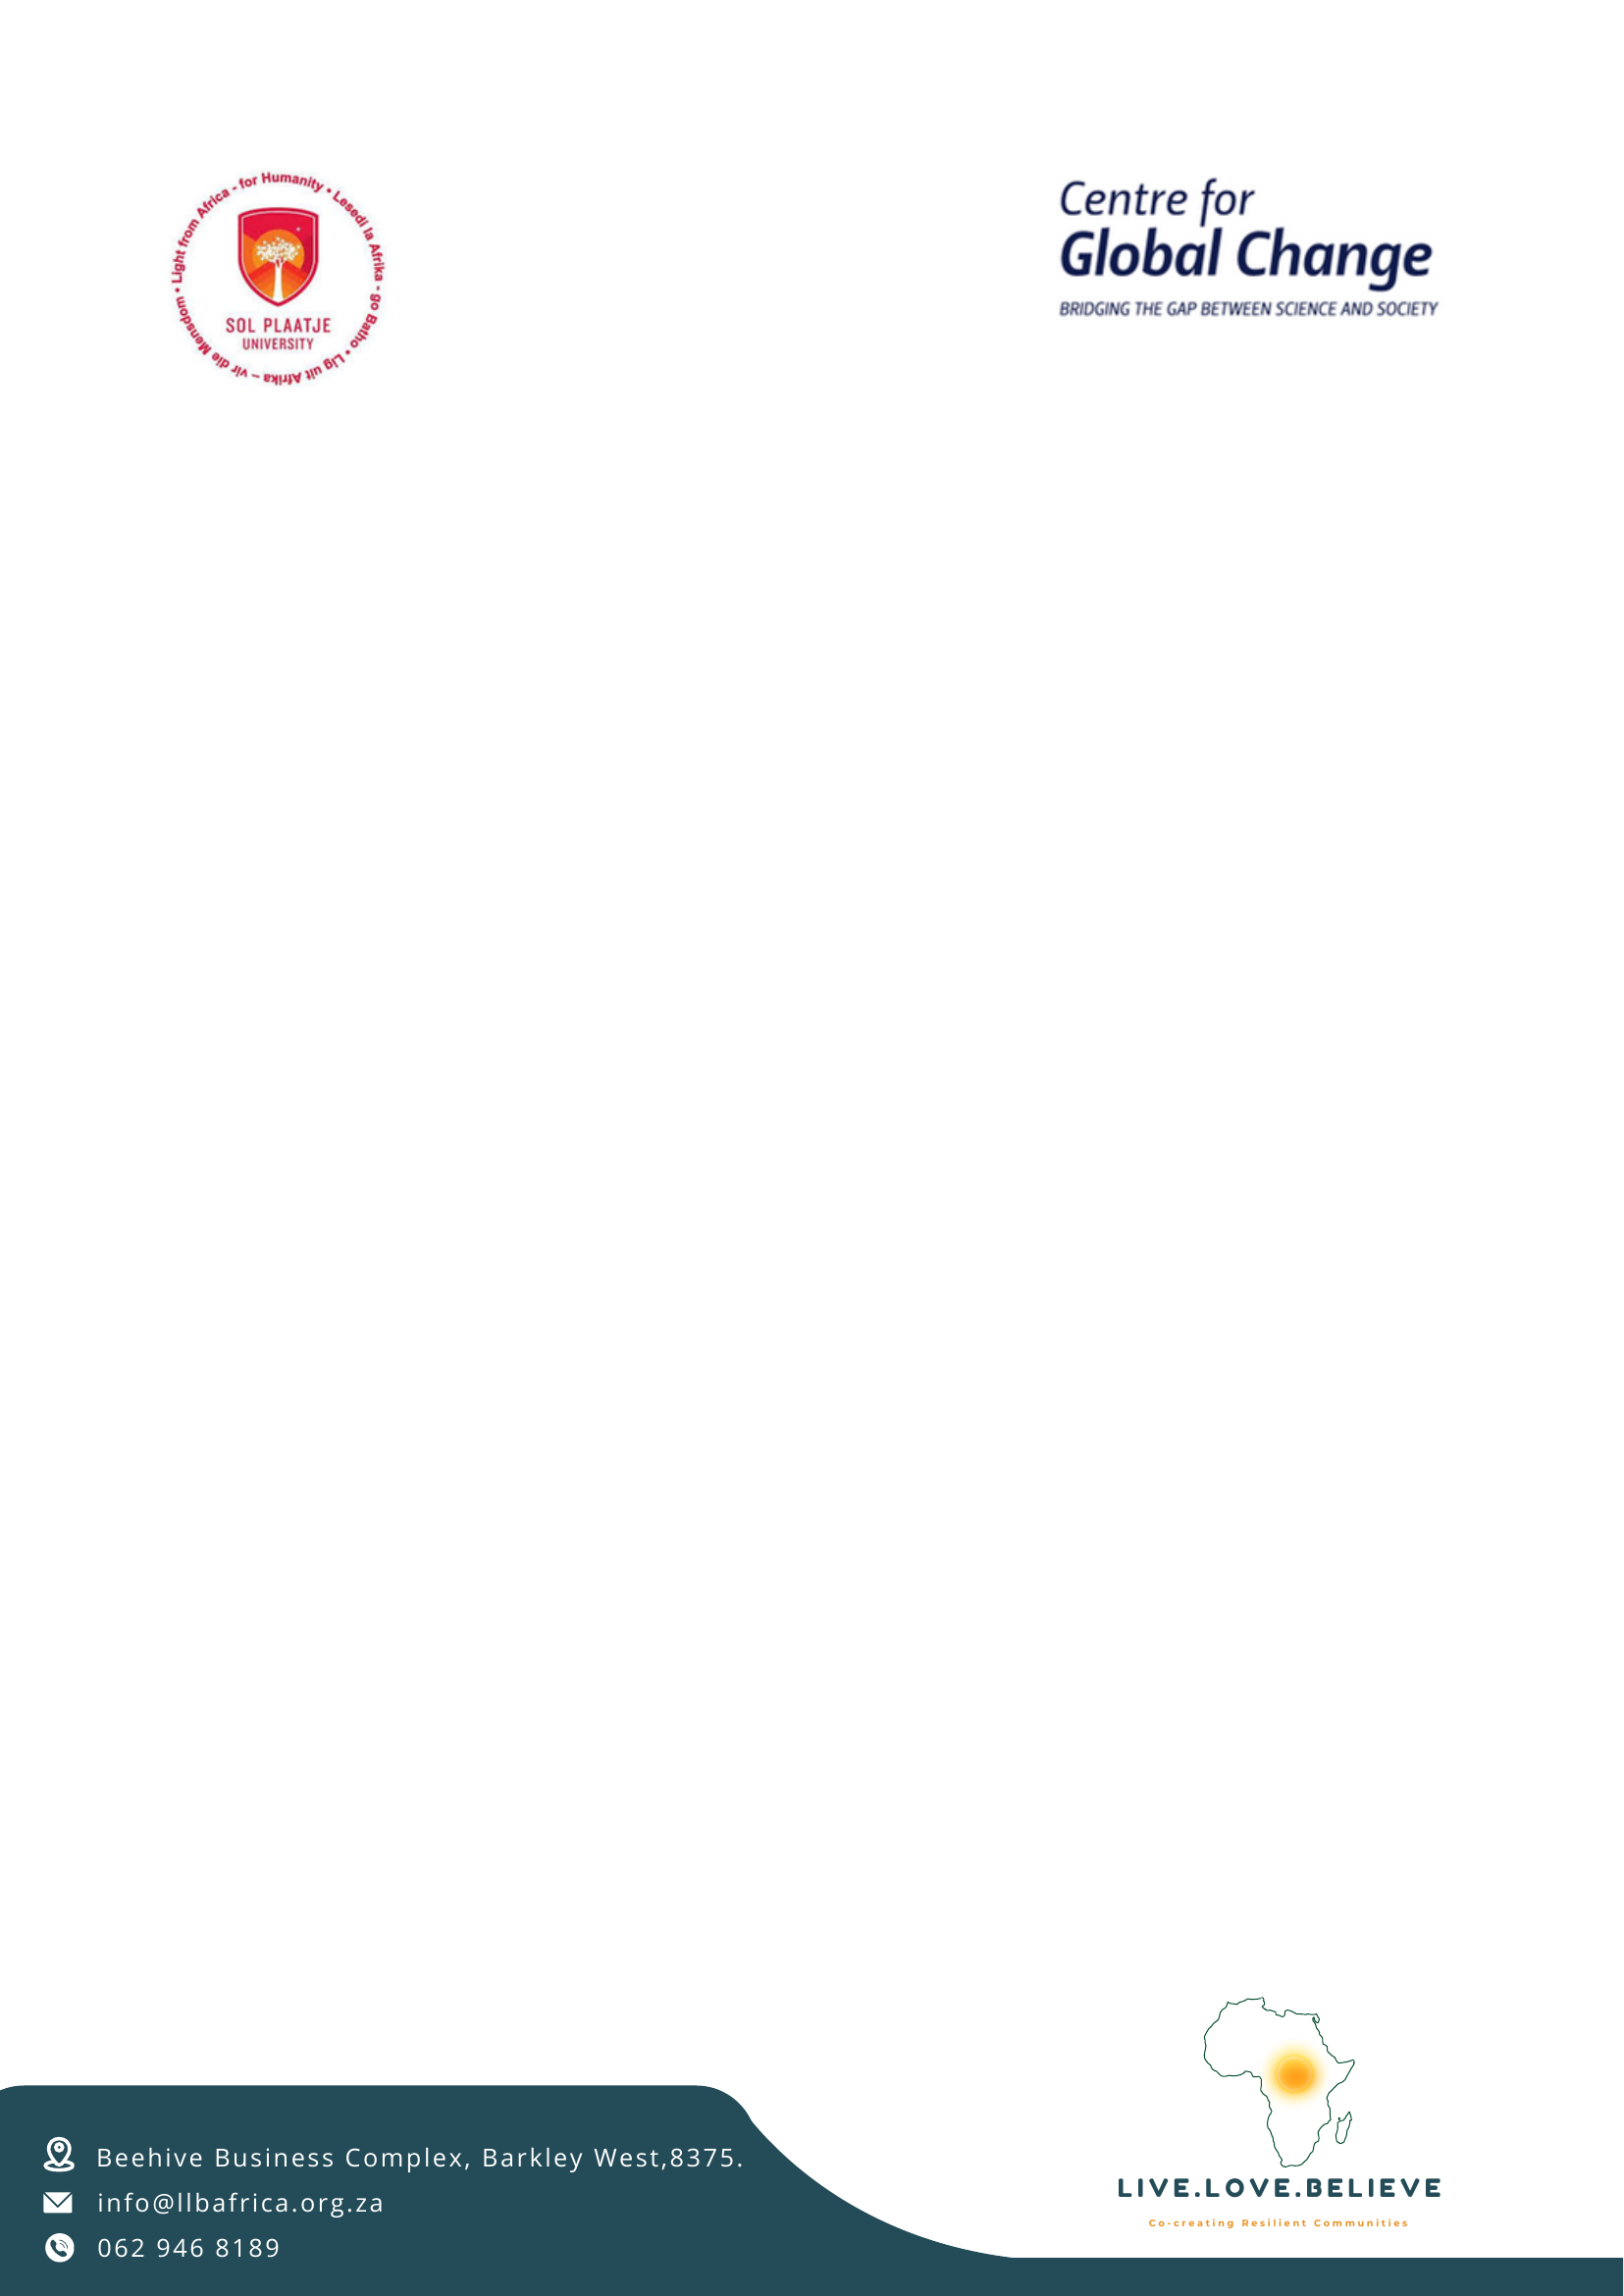 Light from Africa - for Humanity • Lesedi la Afrika - go Batho • Lig uit Afrika – vir die Mensdom •
SOL PLAATJE
UNIVERSITY
Centre for
Global Change
BRIDGING THE GAP BETWEEN SCIENCE AND SOCIETY
Beehive Business Complex, Barkley West,8375.
info@llbafrica.org.za
062 946 8189
LIVE.LOVE.BELIEVE
Co-creating Resilient Communities